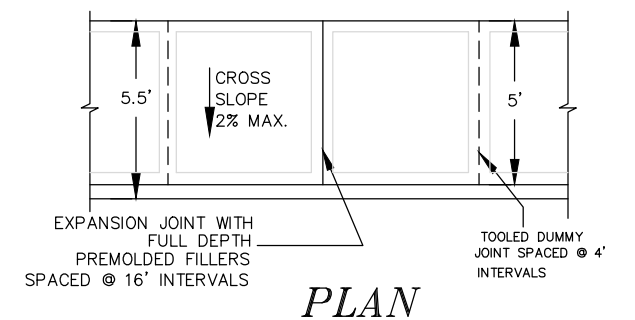 CROSS
SLOPE
2% MAX.
5.5'
5'
EXPANSION JOINT WITH
FULL DEPTH
PREMOLDED FILLERS
SPACED @ 16' INTERVALS
TOOLED DUMMY
JOINT SPACED @ 4'
INTERVALS
PLAN